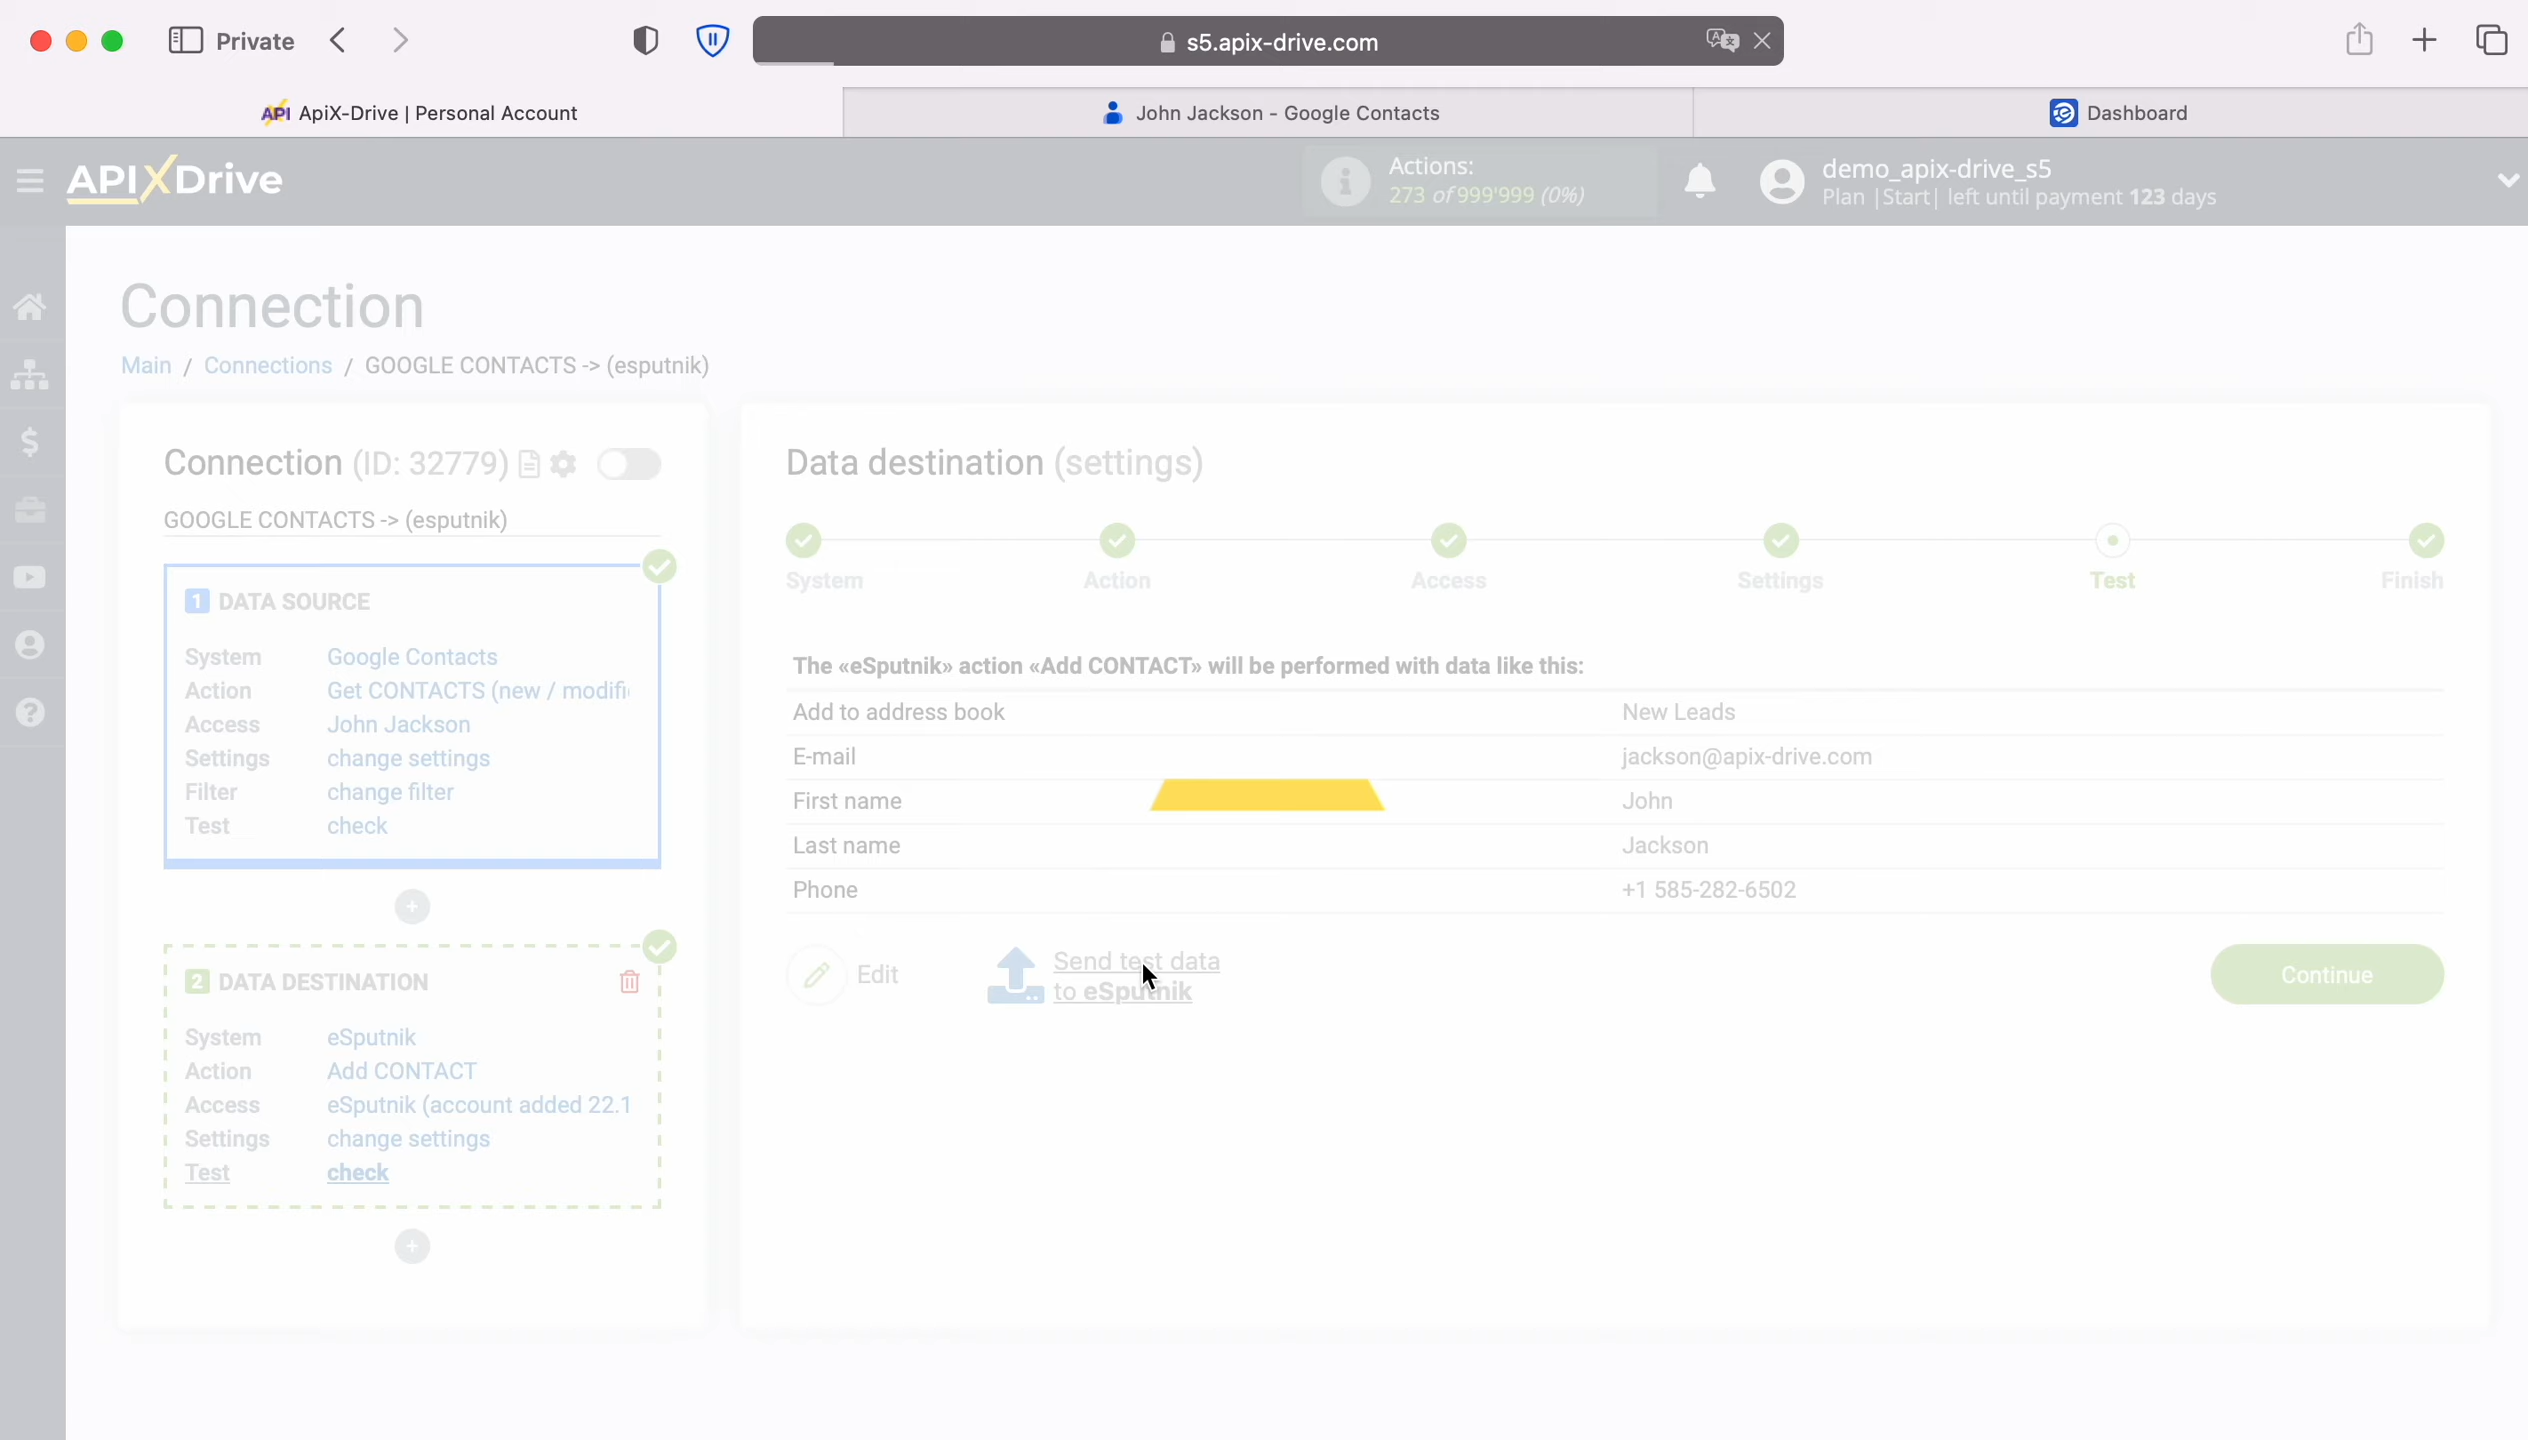 Private
s5.apix-drive.com
API ApiX-Drive | Personal Account
John Jackson - Google Contacts
Dashboard
APIXDrive
Actions:
273 of 999'999 (0%)
demo_apix-drive_s5
Plan |Start| left until payment 123 days
Connection
Main / Connections / GOOGLE CONTACTS -> (esputnik)
Connection (ID: 32779)
GOOGLE CONTACTS -> (esputnik)
1 DATA SOURCE
System Google Contacts
Action Get CONTACTS (new / modifi
Access John Jackson
Settings change settings
Filter change filter
Test check
2 DATA DESTINATION
System eSputnik
Action Add CONTACT
Access eSputnik (account added 22.1
Settings change settings
Test check
Data destination (settings)
System Action Access Settings Test Finish
The «eSputnik» action «Add CONTACT» will be performed with data like this:
Add to address book New Leads
E-mail jackson@apix-drive.com
First name John
Last name Jackson
Phone +1 585-282-6502
Edit
Send test data
to eSputnik
Continue